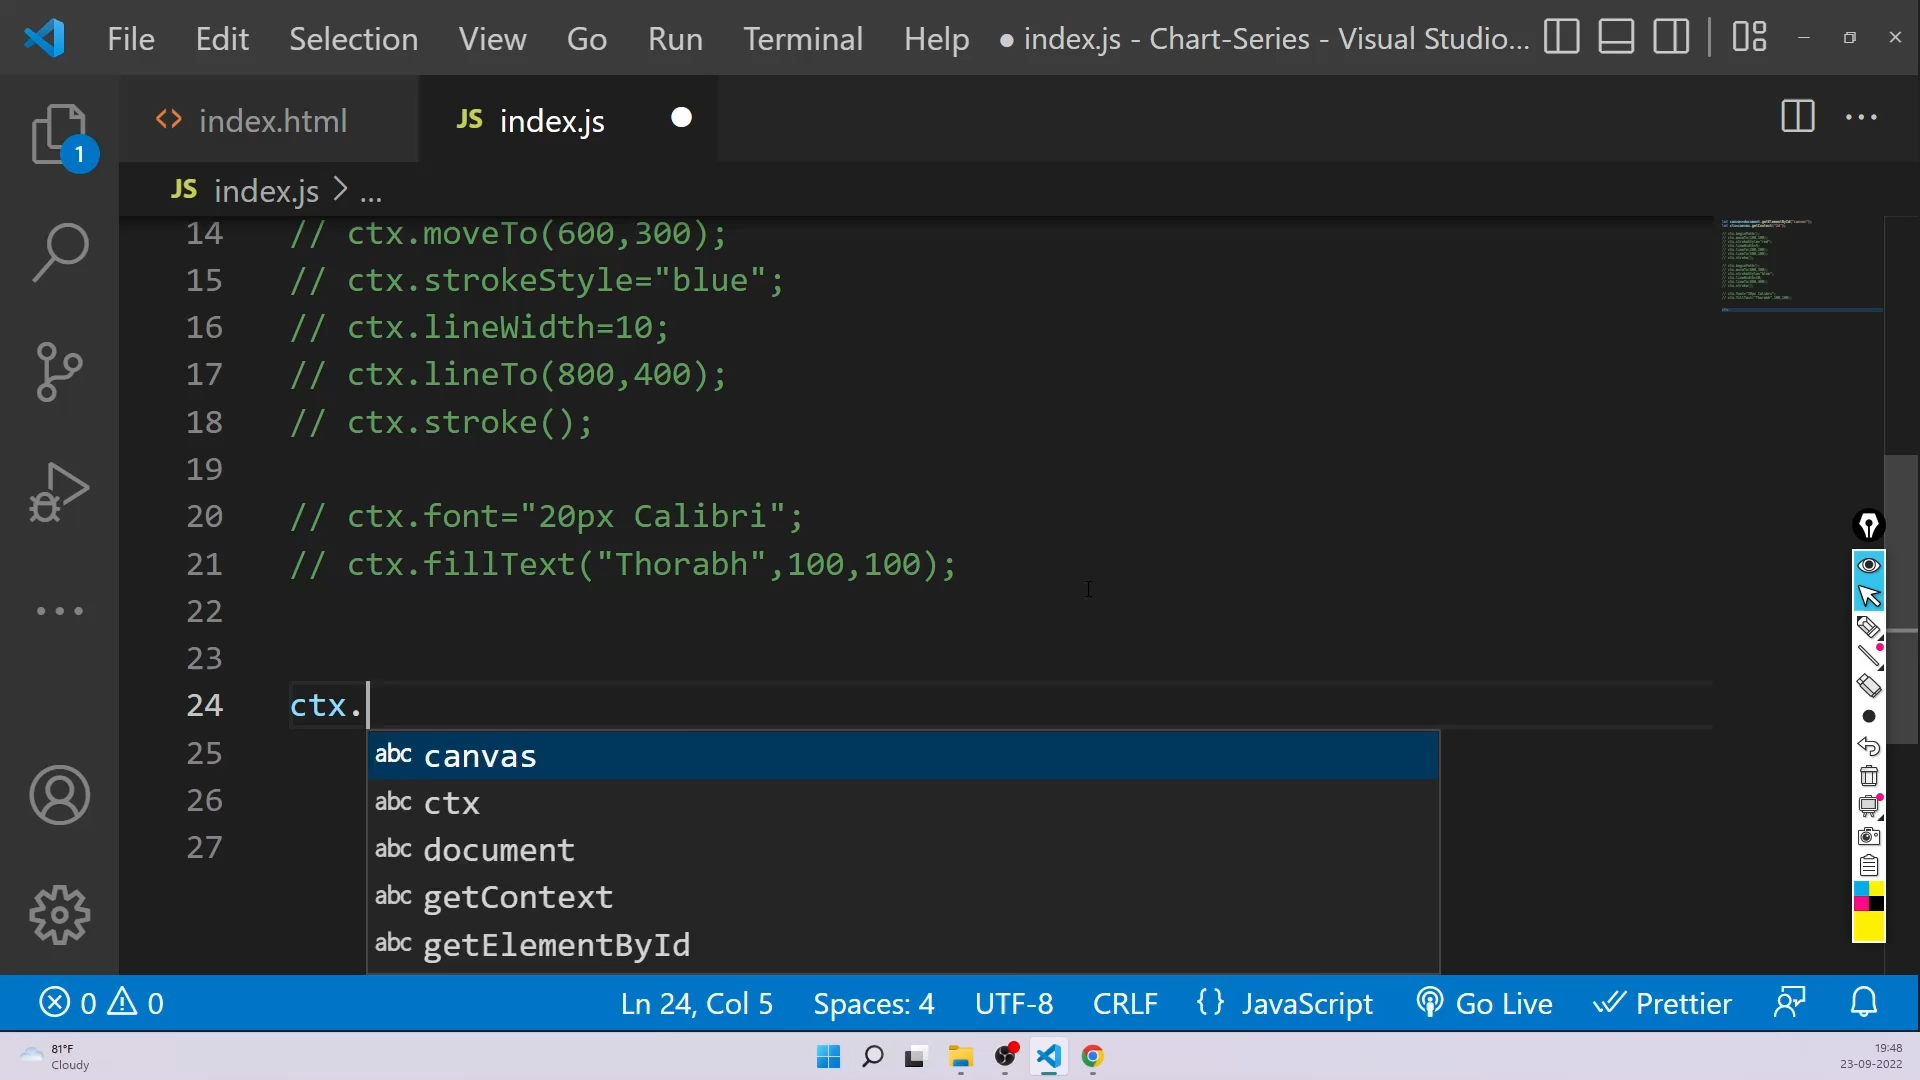 File Edit Selection View Go Run Terminal Help ● index.js - Chart-Series - Visual Studio...
<> index.html JS index.js
1
JS index.js > ...
14 // ctx.moveTo(600,300);
15 // ctx.strokeStyle="blue";
16 // ctx.lineWidth=10;
17 // ctx.lineTo(800,400);
18 // ctx.stroke();
19
20 // ctx.font="20px Calibri";
21 // ctx.fillText("Thorabh",100,100);
22
23
24 ctx.
25
26
27
abc canvas
abc ctx
abc document
abc getContext
abc getElementById
0 0 Ln 24, Col 5 Spaces: 4 UTF-8 CRLF {} JavaScript Go Live Prettier
81°F
Cloudy
19:48
23-09-2022